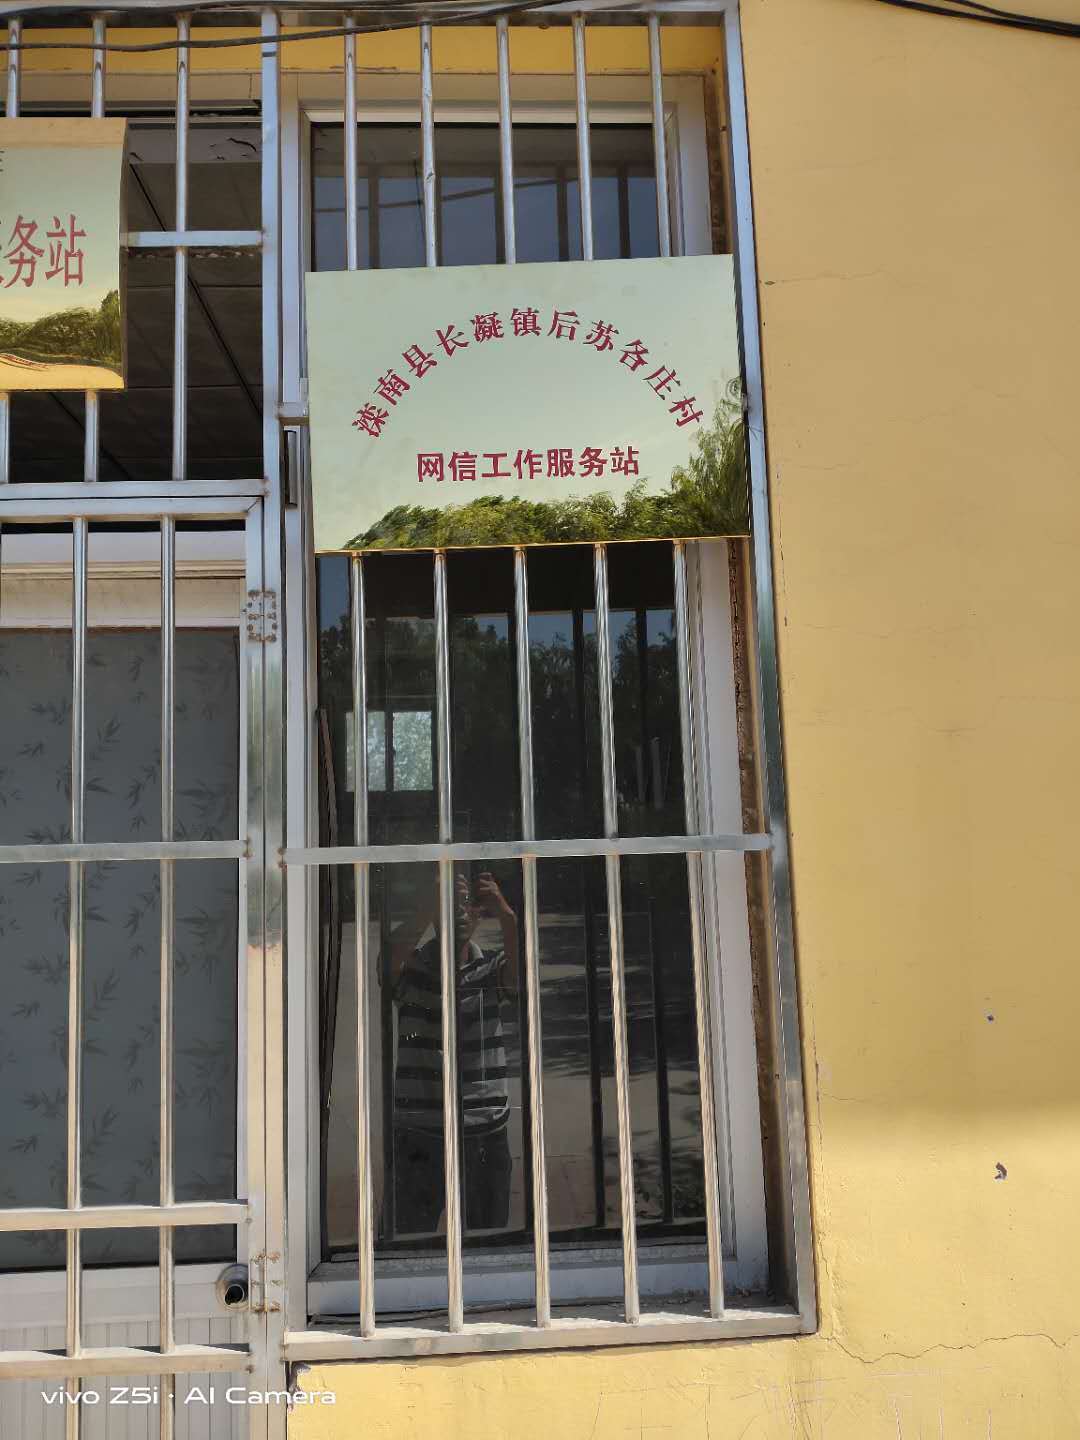 务站
滦南县长凝镇后苏各庄村
网信工作服务站
vivo Z5i · AI Camera